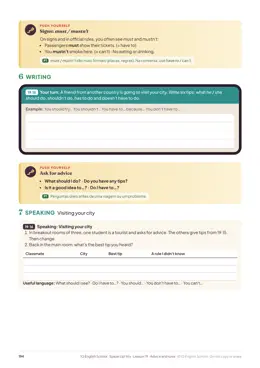 PUSH YOURSELF
Signs: must / mustn't
On signs and in official rules, you often see must and mustn't:
• Passengers must show their tickets. (= have to)
• You mustn't smoke here. (= can't) · No eating or drinking.
6 WRITING
Your turn. A friend from another country is going to visit your city. Write six tips: what he / she
should do, shouldn't do, has to do and doesn't have to do.
Example: You should try… You shouldn't… You have to… because… You don't have to…
PUSH YOURSELF
Ask for advice
• What should I do? · Do you have any tips?
• Is it a good idea to…? · Do I have to…?
7 SPEAKING Visiting your city
Speaking: Visiting your city
1. In breakout rooms of three, one student is a tourist and asks for advice. The others give tips from
Then change.
2. Back in the main room: what's the best tip you heard?
Classmate City Best tip A rule I didn't know
Useful language: What should I see? · Do I have to…? · You should… · You don't have to… · You can't…